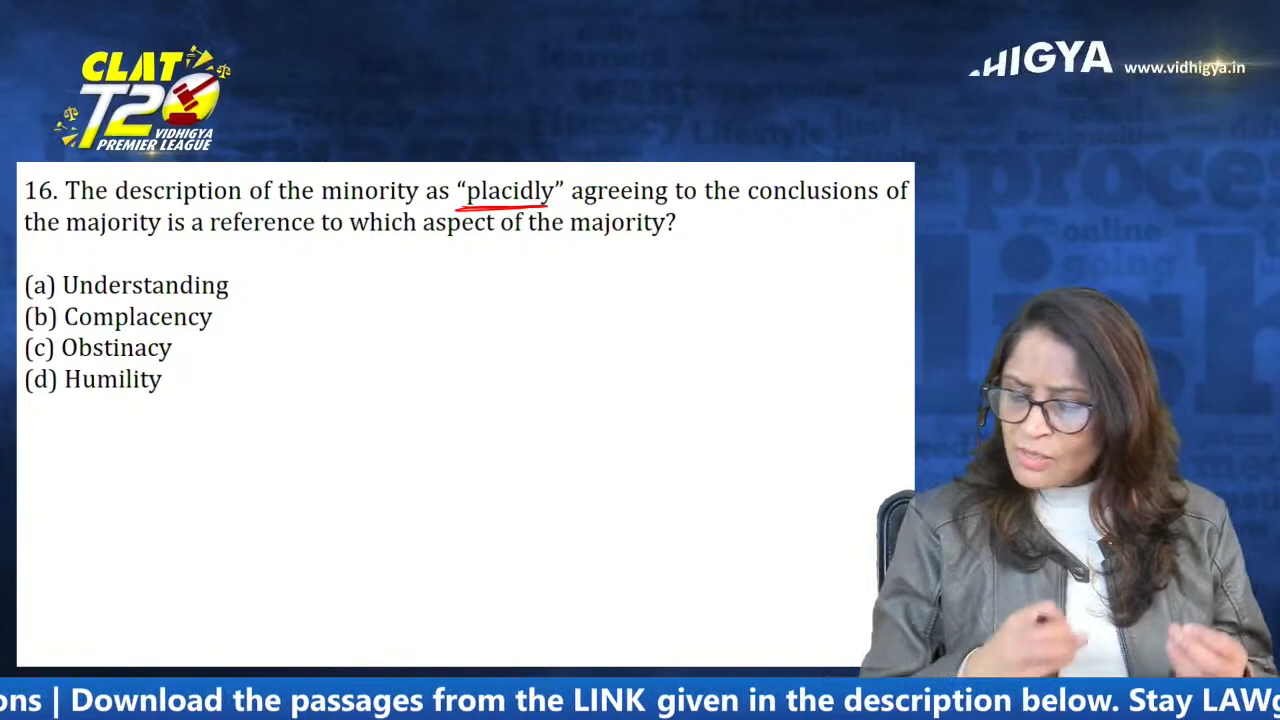 CLAT
T20
VIDHIGYA
PREMIER LEAGUE
HIGYA www.vidhigya.in
16. The description of the minority as “placidly” agreeing to the conclusions of
the majority is a reference to which aspect of the majority?
(a) Understanding
(b) Complacency
(c) Obstinacy
(d) Humility
ons | Download the passages from the LINK given in the description below. Stay LAWg